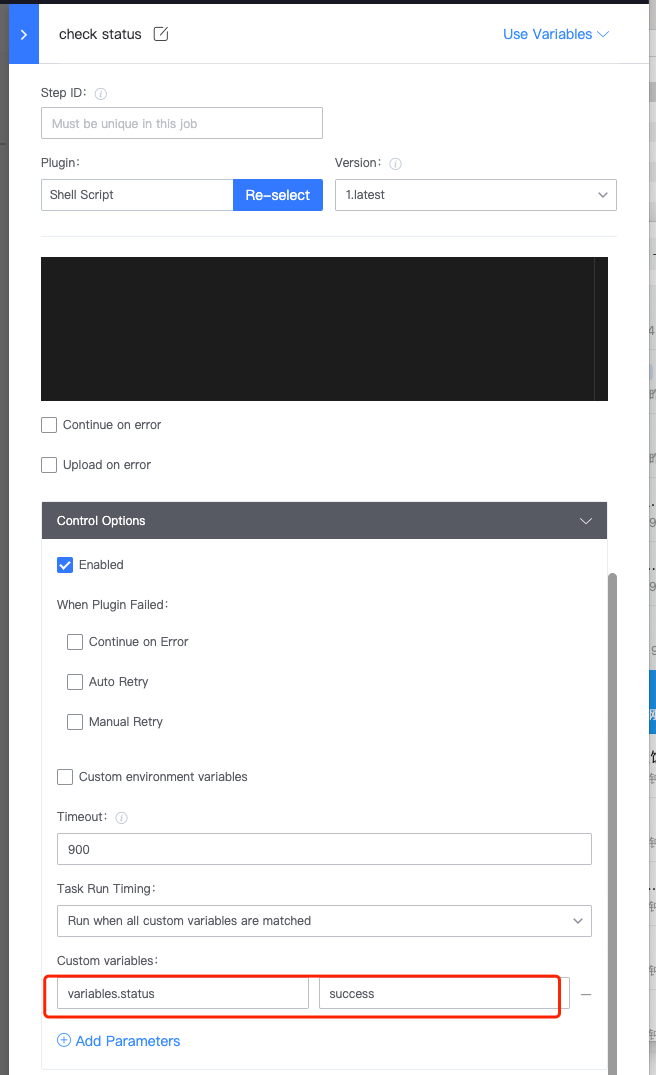 check status
Use Variables
Step ID:
Must be unique in this job
Plugin:
Version:
Shell Script
Re-select
1.latest
Continue on error
Upload on error
Control Options
Enabled
When Plugin Failed:
Continue on Error
Auto Retry
Manual Retry
Custom environment variables
Timeout:
900
Task Run Timing:
Run when all custom variables are matched
Custom variables:
variables.status
success
Add Parameters